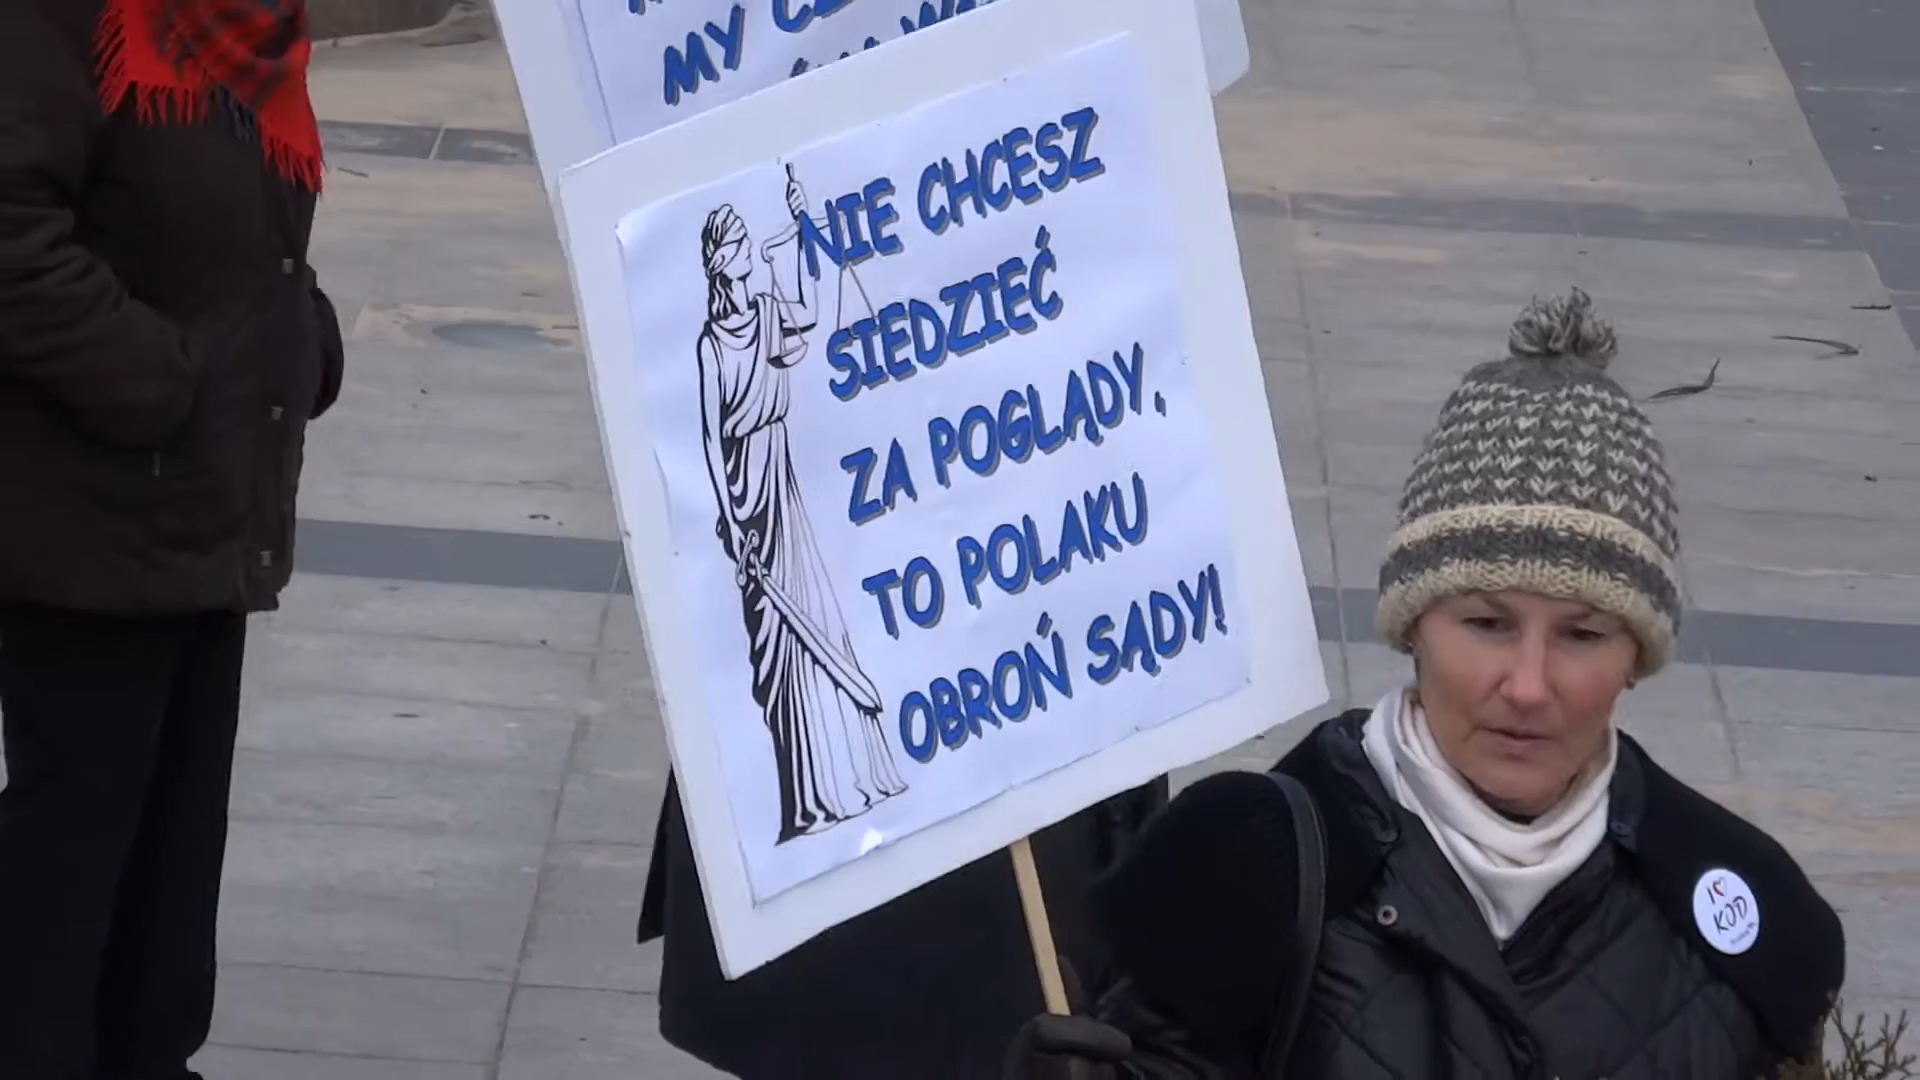 MY
NIE CHCESZ
SIEDZIEĆ
ZA POGLĄDY,
TO POLAKU
OBROŃ SĄDY!
I
KOD